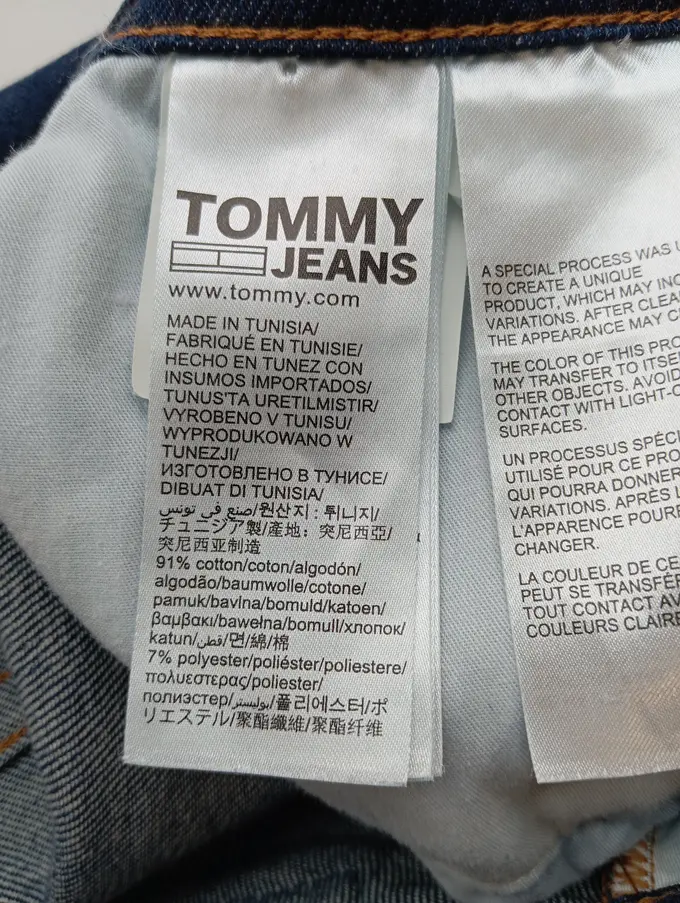 TOMMY
JEANS
www.tommy.com
MADE IN TUNISIA/
FABRIQUÉ EN TUNISIE/
HECHO EN TUNEZ CON
INSUMOS IMPORTADOS/
TUNUS'TA URETILMISTIR/
VYROBENO V TUNISU/
WYPRODUKOWANO W
TUNEZJI/
ИЗГОТОВЛЕНО В ТУНИСЕ/
DIBUAT DI TUNISIA/
صنع في تونس/원산지 : 튀니지/
チュニジア製/產地：突尼西亞/
突尼西亚制造
91% cotton/coton/algodón/
algodão/baumwolle/cotone/
pamuk/bavlna/bomuld/katoen/
βαμβακι/bawełna/bomull/хлопок/
katun/قطن/면/綿/棉
7% polyester/poliéster/poliestere/
πολυεστερας/poliester/
полиэстер/بوليستر/폴리에스터/ポ
リエステル/聚酯纖維/聚酯纤维
A SPECIAL PROCESS WAS
TO CREATE A UNIQUE
PRODUCT, WHICH MAY
VARIATIONS. AFTER
THE APPEARANCE MAY
THE COLOR OF THIS
MAY TRANSFER TO
OTHER OBJECTS. AVOID
CONTACT WITH
SURFACES.
UN PROCESSUS
UTILISÉ POUR CE
QUI POURRA DONNER
VARIATIONS. APRÈS
L'APPARENCE
CHANGER.
LA COULEUR DE
PEUT SE
TOUT CONTACT
COULEURS